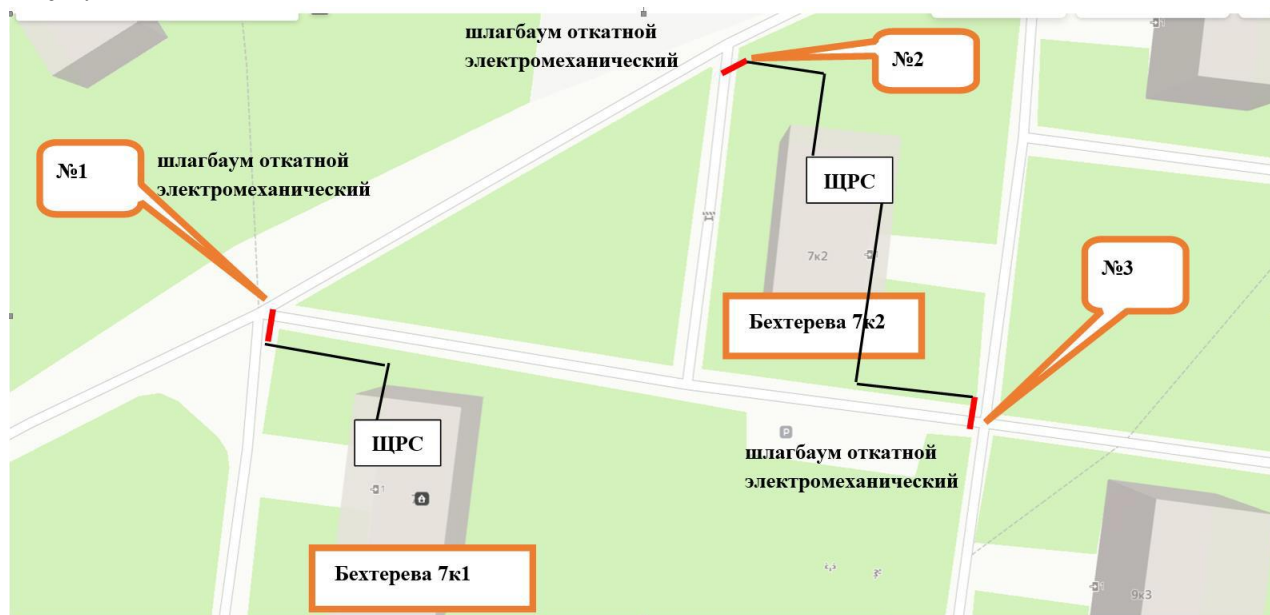 шлагбаум откатной
электромеханический
№2
№1
шлагбаум откатной
электромеханический
ЩРС
7к2
№3
Бехтерева 7к2
ЩРС
P
шлагбаум откатной
электромеханический
1
Бехтерева 7к1
9к3